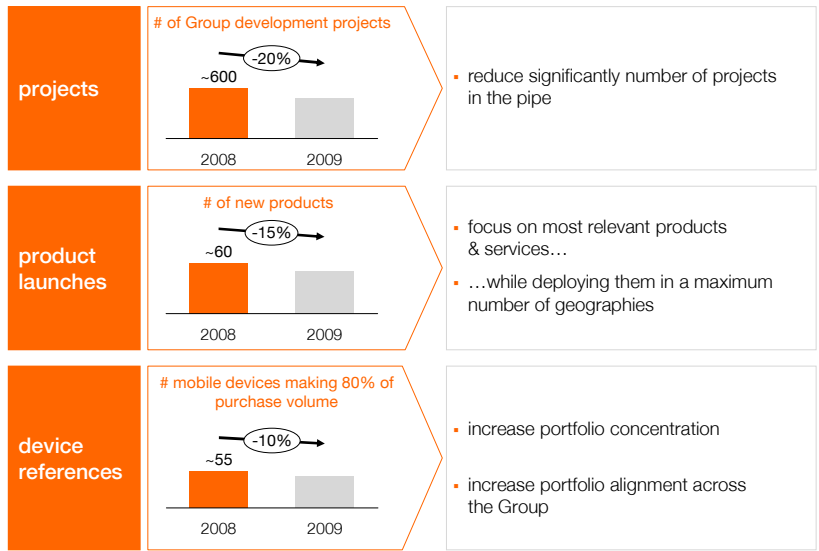 projects
# of Group development projects
-20%
~600
2008 2009
▪ reduce significantly number of projects
in the pipe
product
launches
# of new products
-15%
~60
2008 2009
▪ focus on most relevant products
& services…
▪ …while deploying them in a maximum
number of geographies
device
references
# mobile devices making 80% of
purchase volume
-10%
~55
2008 2009
▪ increase portfolio concentration
▪ increase portfolio alignment across
the Group